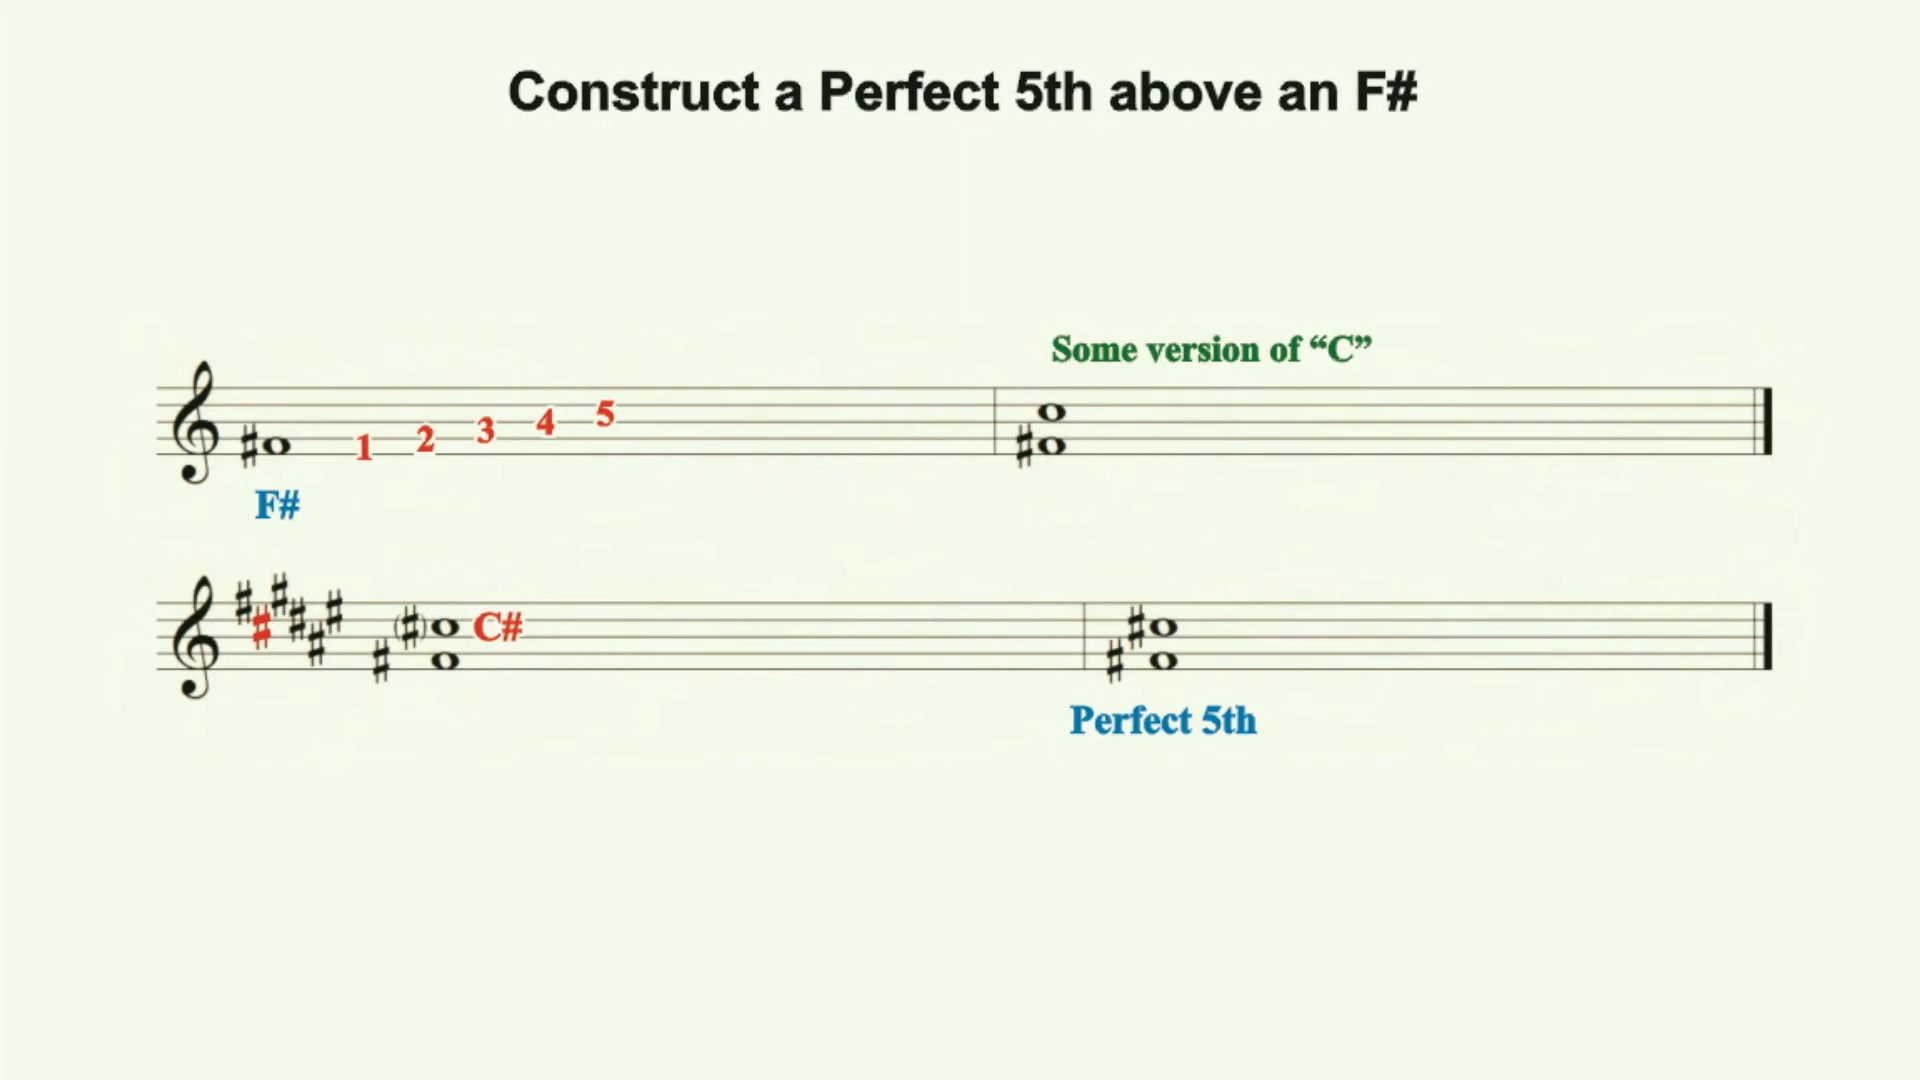 Construct a Perfect 5th above an F#
Some version of “C”
1 2 3 4 5
F#
C#
Perfect 5th